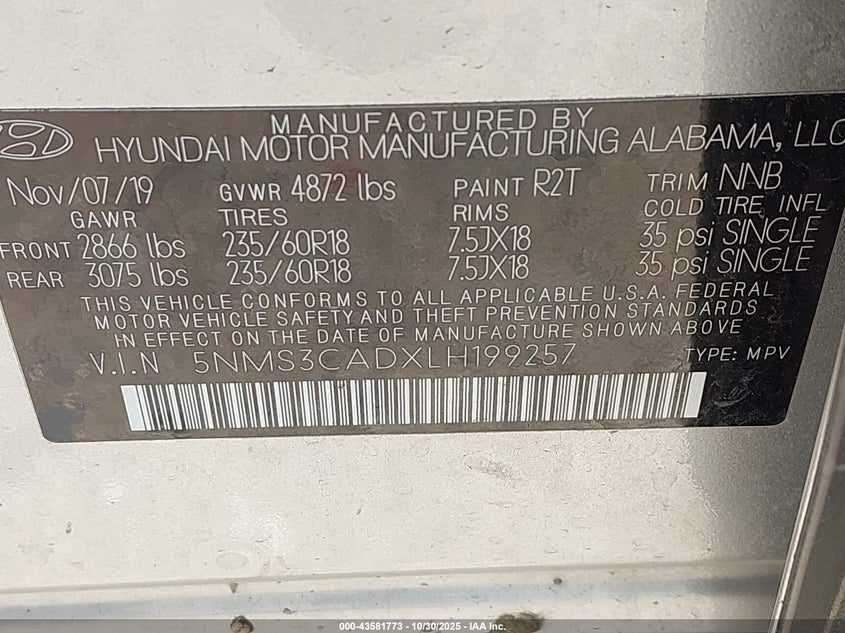 MANUFACTURED BY
HYUNDAI MOTOR MANUFACTURING ALABAMA, LLC
Nov/07/19 GVWR 4872 lbs PAINT R2T TRIM NNB
GAWR TIRES RIMS COLD TIRE INFL
FRONT 2866 lbs 235/60R18 7.5JX18 35 psi SINGLE
REAR 3075 lbs 235/60R18 7.5JX18 35 psi SINGLE
THIS VEHICLE CONFORMS TO ALL APPLICABLE U.S.A. FEDERAL
MOTOR VEHICLE SAFETY AND THEFT PREVENTION STANDARDS
IN EFFECT ON THE DATE OF MANUFACTURE SHOWN ABOVE.
V.I.N 5NMS3CADXLH199257 TYPE: MPV
000-43581773 - 10/30/2025 - IAA Inc.